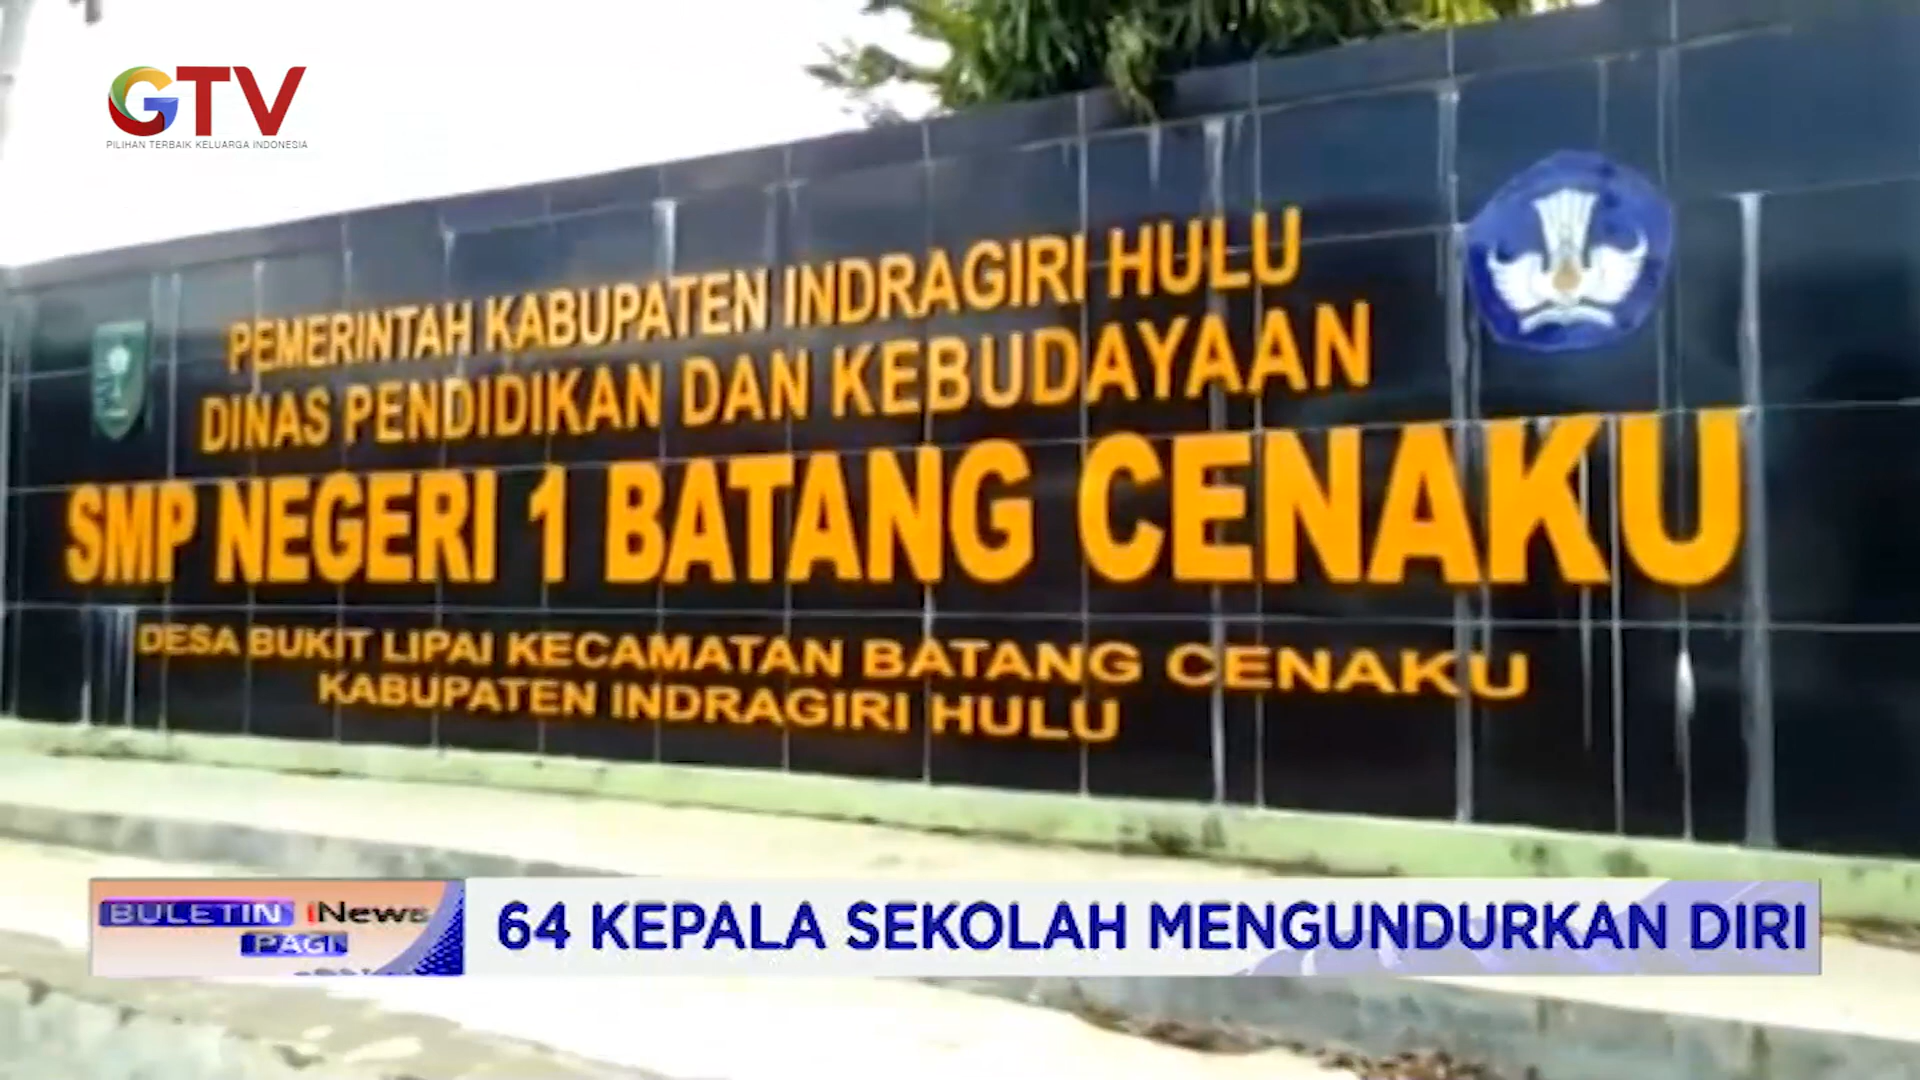 GTV
PILIHAN TERBAIK KELUARGA INDONESIA
PEMERINTAH KABUPATEN INDRAGIRI HULU
DINAS PENDIDIKAN DAN KEBUDAYAAN
SMP NEGERI 1 BATANG CENAKU
DESA BUKIT LIPAI KECAMATAN BATANG CENAKU
KABUPATEN INDRAGIRI HULU
BULETIN iNews
PAGI
64 KEPALA SEKOLAH MENGUNDURKAN DIRI